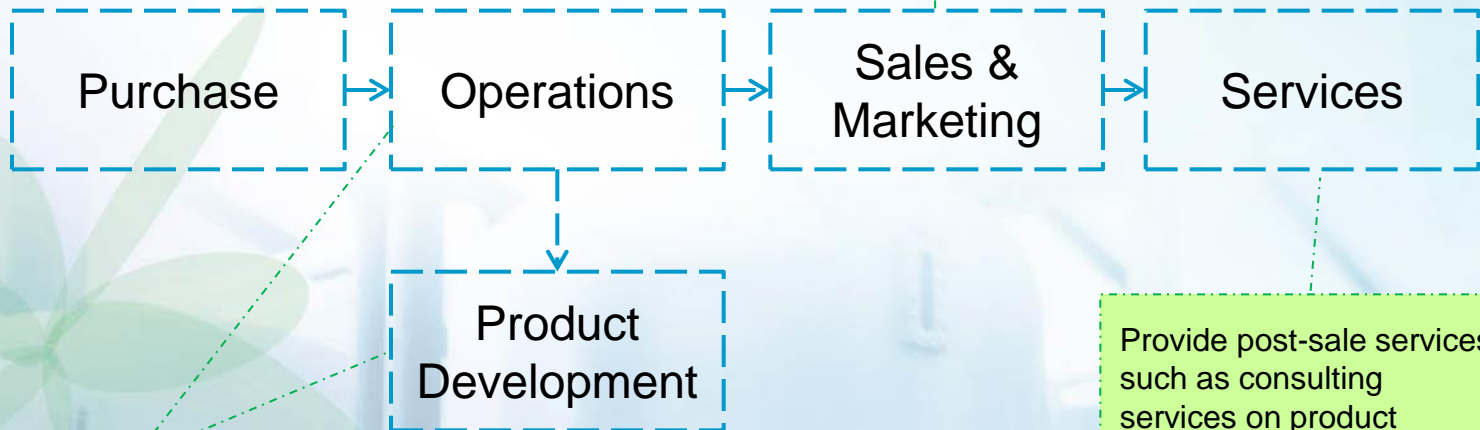 Purchase
Operations
Sales &
Marketing
Services
Product
Development
Provide post-sale services
such as consulting
services on product